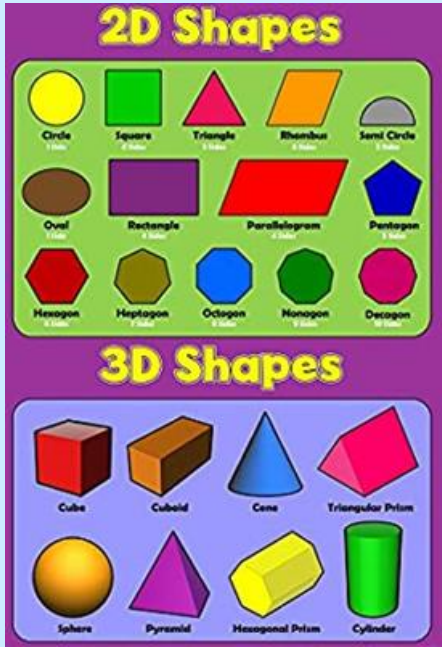 2D Shapes
Circle Square Triangle Rhombus Semi Circle
Oval Rectangle Parallelogram Pentagon
Hexagon Heptagon Octogon Nonagon Decagon
3D Shapes
Cube Cuboid Cone Triangular Prism
Sphere Pyramid Hexagonal Prism Cylinder